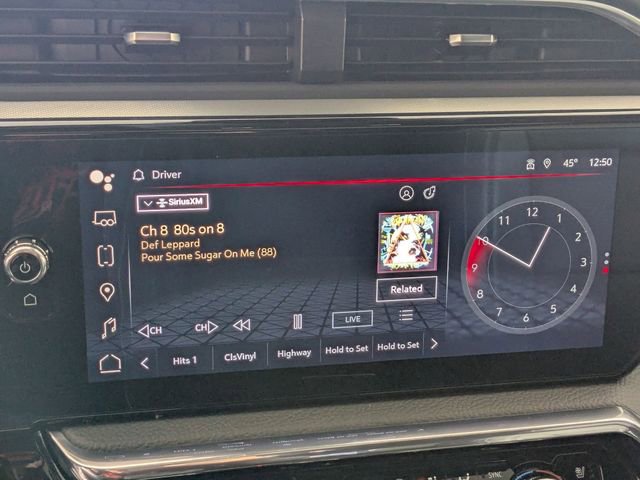 Driver
45° 12:50
SiriusXM
Ch 8 80s on 8
Def Leppard
Pour Some Sugar On Me (88)
Related
CH CH LIVE
Hits 1 ClsVinyl Highway Hold to Set Hold to Set
12 1 2 3 4 5 6 7 8 9 10 11
SYNC